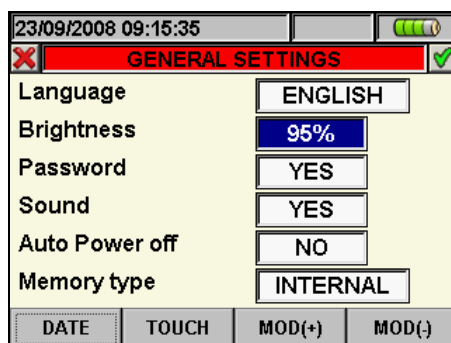 23/09/2008 09:15:35
GENERAL SETTINGS
Language ENGLISH
Brightness 95%
Password YES
Sound YES
Auto Power off NO
Memory type INTERNAL
DATE TOUCH MOD(+) MOD(-)